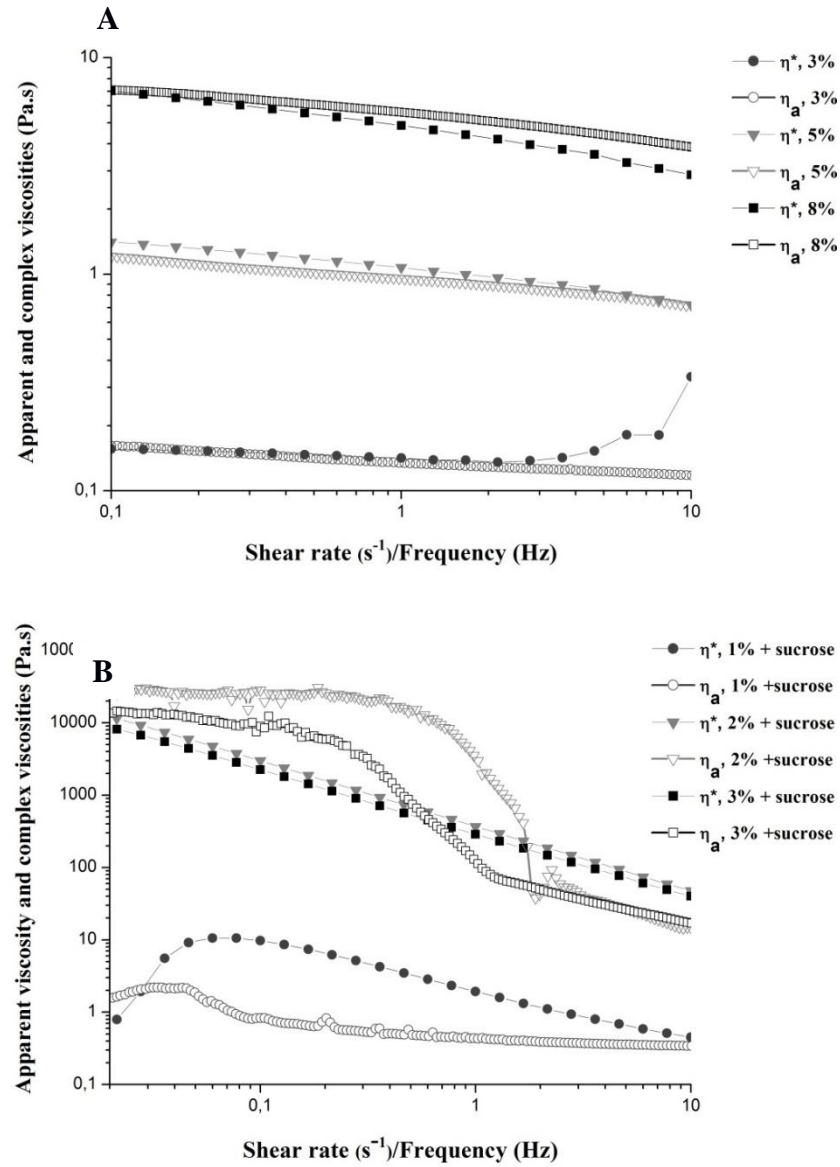 A
Apparent and complex viscosities (Pa.s)
10
1
0,1
0,1
1
10
Shear rate (s⁻¹)/Frequency (Hz)
η*, 3%
ηa, 3%
η*, 5%
ηa, 5%
η*, 8%
ηa, 8%
B
Apparent viscosity and complex viscosities (Pa.s)
10000
1000
100
10
1
0,1
0,1
1
10
Shear rate (s⁻¹)/Frequency (Hz)
η*, 1% + sucrose
ηa, 1% +sucrose
η*, 2% + sucrose
ηa, 2% + sucrose
η*, 3% + sucrose
ηa, 3% +sucrose